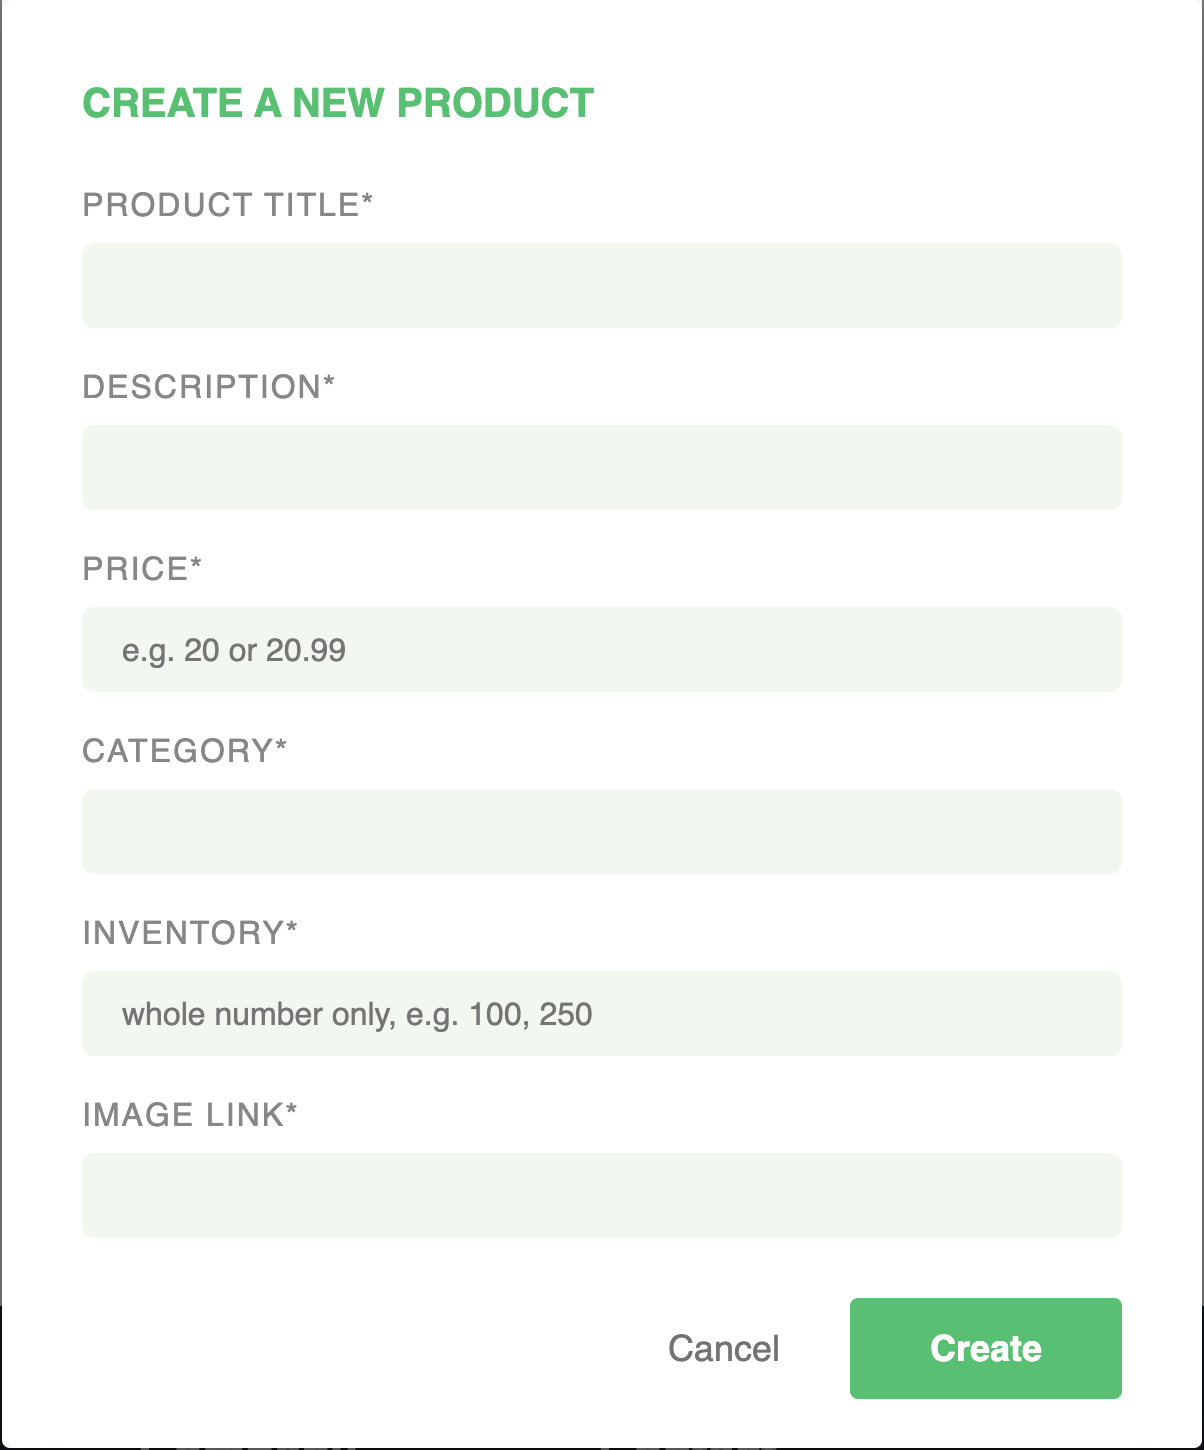 CREATE A NEW PRODUCT
PRODUCT TITLE*
DESCRIPTION*
PRICE*
e.g. 20 or 20.99
CATEGORY*
INVENTORY*
whole number only, e.g. 100, 250
IMAGE LINK*
Cancel
Create